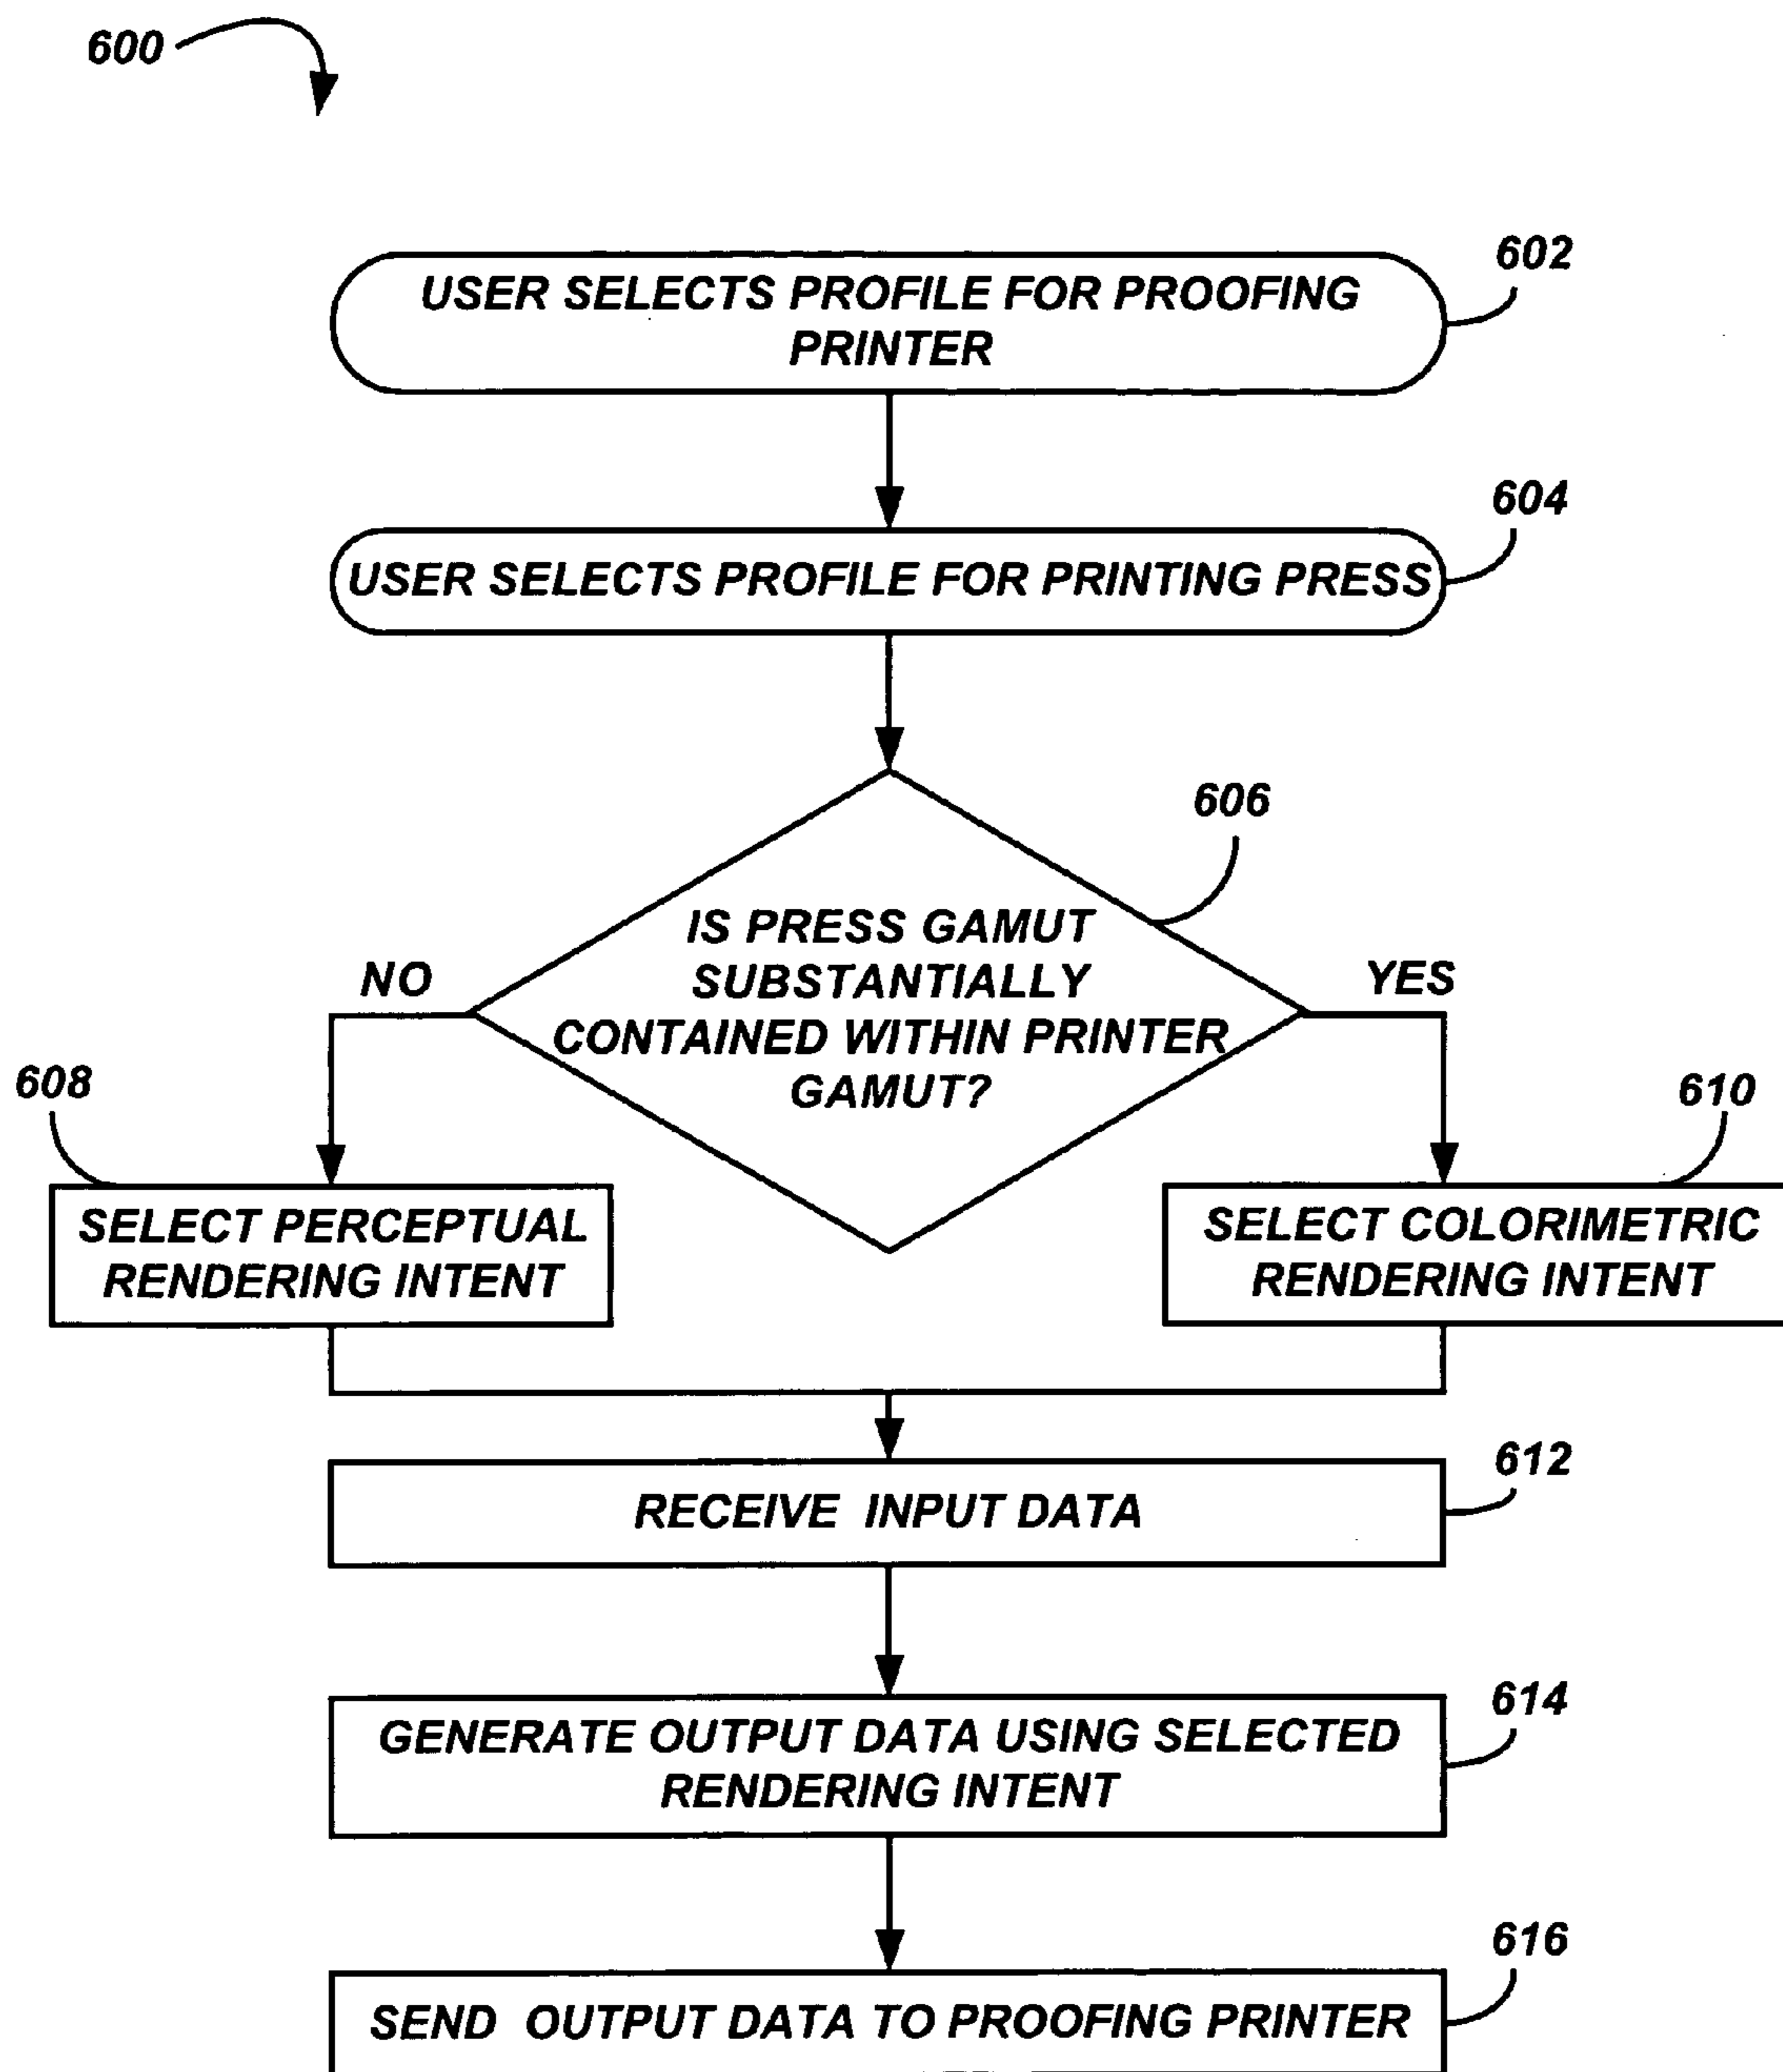 600
602
USER SELECTS PROFILE FOR PROOFING
PRINTER
604
USER SELECTS PROFILE FOR PRINTING PRESS
606
IS PRESS GAMUT
SUBSTANTIALLY
CONTAINED WITHIN PRINTER
GAMUT?
NO
YES
608
610
SELECT PERCEPTUAL
RENDERING INTENT
SELECT COLORIMETRIC
RENDERING INTENT
612
RECEIVE INPUT DATA
614
GENERATE OUTPUT DATA USING SELECTED
RENDERING INTENT
616
SEND OUTPUT DATA TO PROOFING PRINTER